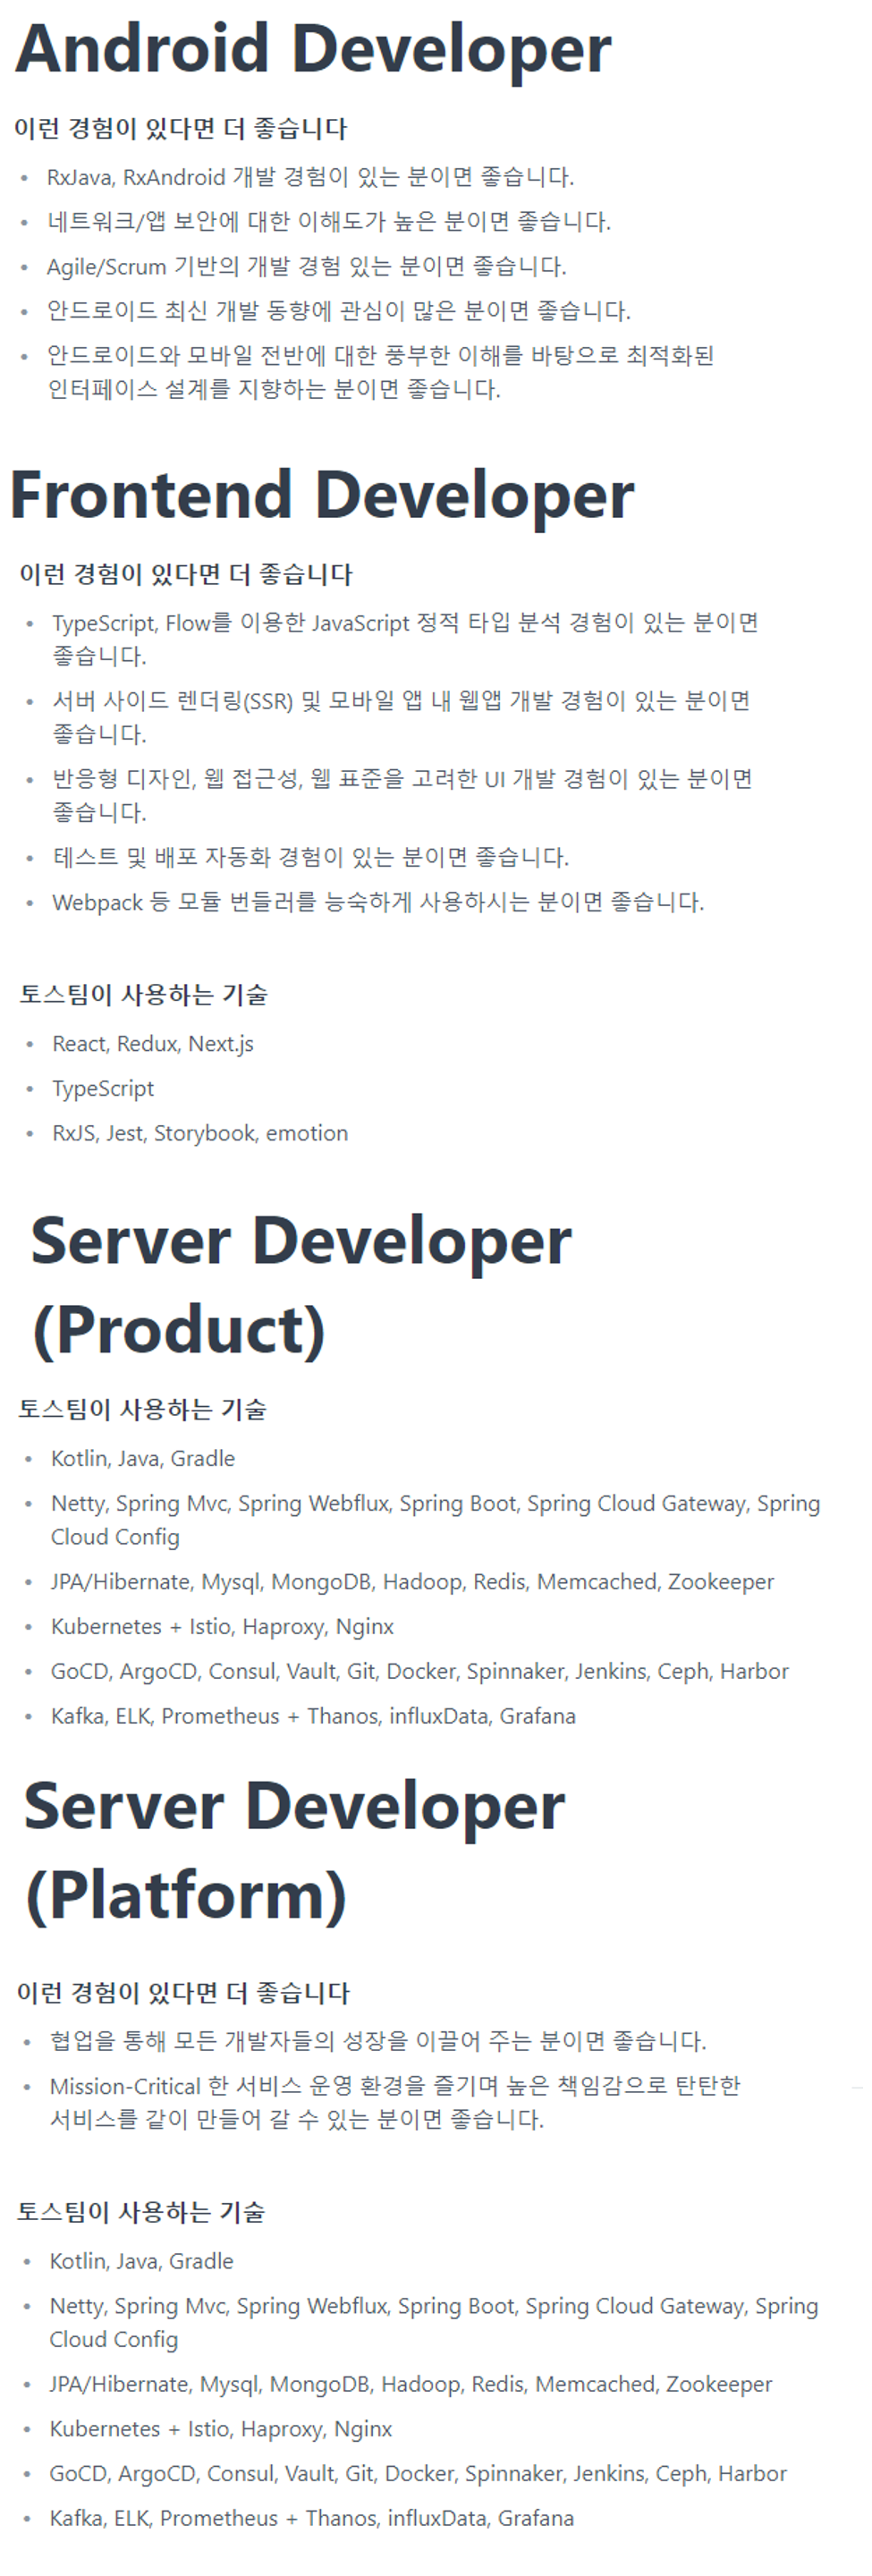 Android Developer
이런 경험이 있다면 더 좋습니다
• RxJava, RxAndroid 개발 경험이 있는 분이면 좋습니다.
• 네트워크/앱 보안에 대한 이해도가 높은 분이면 좋습니다.
• Agile/Scrum 기반의 개발 경험 있는 분이면 좋습니다.
• 안드로이드 최신 개발 동향에 관심이 많은 분이면 좋습니다.
• 안드로이드와 모바일 전반에 대한 풍부한 이해를 바탕으로 최적화된
인터페이스 설계를 지향하는 분이면 좋습니다.
Frontend Developer
이런 경험이 있다면 더 좋습니다
• TypeScript, Flow를 이용한 JavaScript 정적 타입 분석 경험이 있는 분이면
좋습니다.
• 서버 사이드 렌더링(SSR) 및 모바일 앱 내 웹앱 개발 경험이 있는 분이면
좋습니다.
• 반응형 디자인, 웹 접근성, 웹 표준을 고려한 UI 개발 경험이 있는 분이면
좋습니다.
• 테스트 및 배포 자동화 경험이 있는 분이면 좋습니다.
• Webpack 등 모듈 번들러를 능숙하게 사용하시는 분이면 좋습니다.
토스팀이 사용하는 기술
• React, Redux, Next.js
• TypeScript
• RxJS, Jest, Storybook, emotion
Server Developer
(Product)
토스팀이 사용하는 기술
• Kotlin, Java, Gradle
• Netty, Spring Mvc, Spring Webflux, Spring Boot, Spring Cloud Gateway, Spring
Cloud Config
• JPA/Hibernate, Mysql, MongoDB, Hadoop, Redis, Memcached, Zookeeper
• Kubernetes + Istio, Haproxy, Nginx
• GoCD, ArgoCD, Consul, Vault, Git, Docker, Spinnaker, Jenkins, Ceph, Harbor
• Kafka, ELK, Prometheus + Thanos, influxData, Grafana
Server Developer
(Platform)
이런 경험이 있다면 더 좋습니다
• 협업을 통해 모든 개발자들의 성장을 이끌어 주는 분이면 좋습니다.
• Mission-Critical 한 서비스 운영 환경을 즐기며 높은 책임감으로 탄탄한
서비스를 같이 만들어 갈 수 있는 분이면 좋습니다.
토스팀이 사용하는 기술
• Kotlin, Java, Gradle
• Netty, Spring Mvc, Spring Webflux, Spring Boot, Spring Cloud Gateway, Spring
Cloud Config
• JPA/Hibernate, Mysql, MongoDB, Hadoop, Redis, Memcached, Zookeeper
• Kubernetes + Istio, Haproxy, Nginx
• GoCD, ArgoCD, Consul, Vault, Git, Docker, Spinnaker, Jenkins, Ceph, Harbor
• Kafka, ELK, Prometheus + Thanos, influxData, Grafana